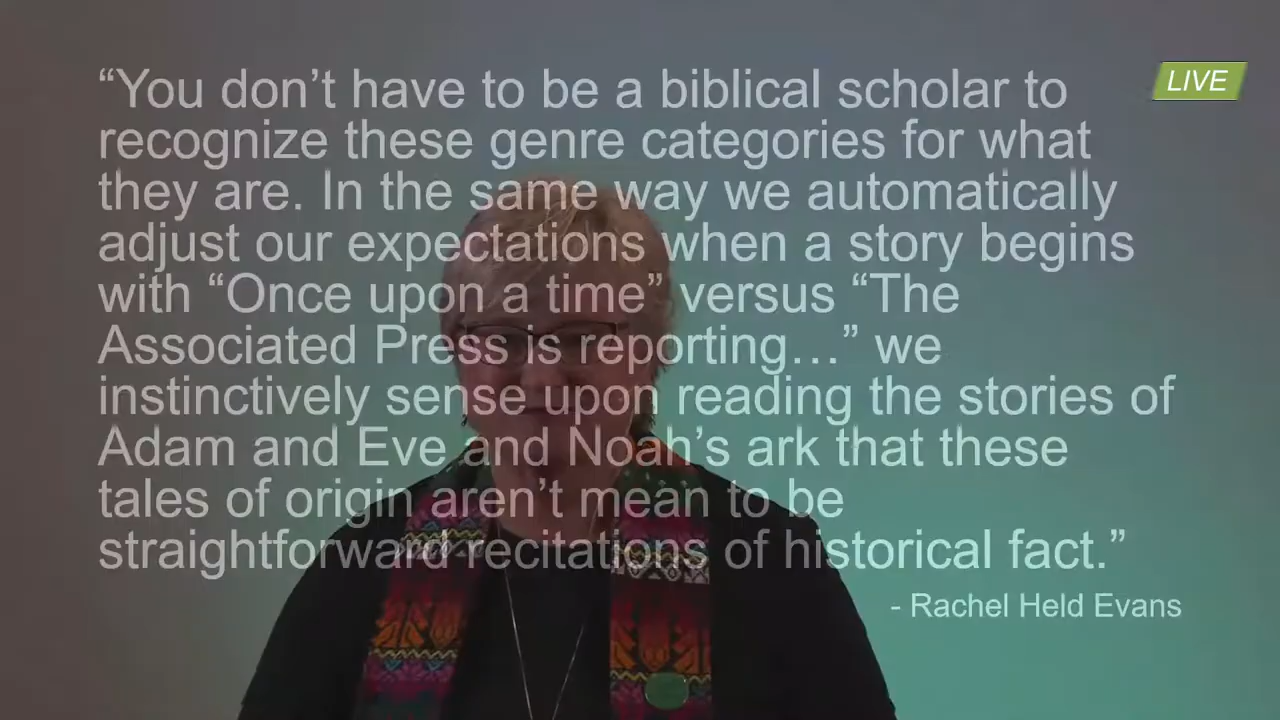 “You don’t have to be a biblical scholar to
recognize these genre categories for what
they are. In the same way we automatically
adjust our expectations when a story begins
with “Once upon a time” versus “The
Associated Press is reporting…” we
instinctively sense upon reading the stories of
Adam and Eve and Noah’s ark that these
tales of origin aren’t mean to be
straightforward recitations of historical fact.”
- Rachel Held Evans
LIVE